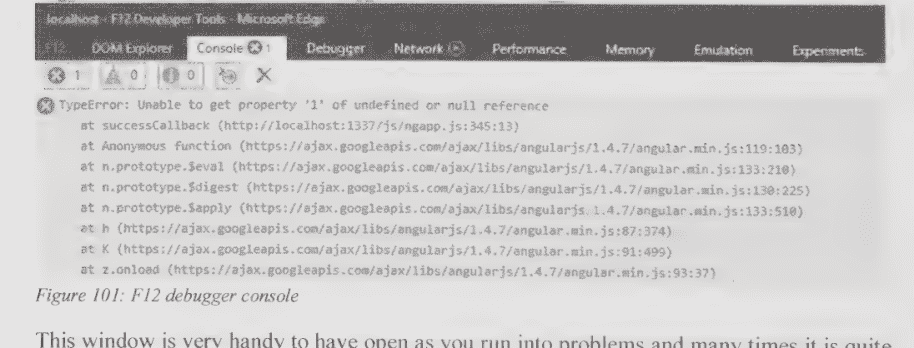 localhost - F12 Developer Tools - Microsoft Edge
F12 DOM Explorer Console 1 Debugger Network Performance Memory Emulation Experiments
1 0 0
TypeError: Unable to get property '1' of undefined or null reference
at successCallback (http://localhost:1337/js/ngapp.js:345:13)
at Anonymous function (https://ajax.googleapis.com/ajax/libs/angularjs/1.4.7/angular.min.js:119:103)
at n.prototype.$eval (https://ajax.googleapis.com/ajax/libs/angularjs/1.4.7/angular.min.js:133:210)
at n.prototype.$digest (https://ajax.googleapis.com/ajax/libs/angularjs/1.4.7/angular.min.js:130:225)
at n.prototype.$apply (https://ajax.googleapis.com/ajax/libs/angularjs/1.4.7/angular.min.js:133:510)
at h (https://ajax.googleapis.com/ajax/libs/angularjs/1.4.7/angular.min.js:87:374)
at K (https://ajax.googleapis.com/ajax/libs/angularjs/1.4.7/angular.min.js:91:499)
at z.onload (https://ajax.googleapis.com/ajax/libs/angularjs/1.4.7/angular.min.js:93:37)
Figure 101: F12 debugger console
This window is very handy to have open as you run into problems and many times it is quite